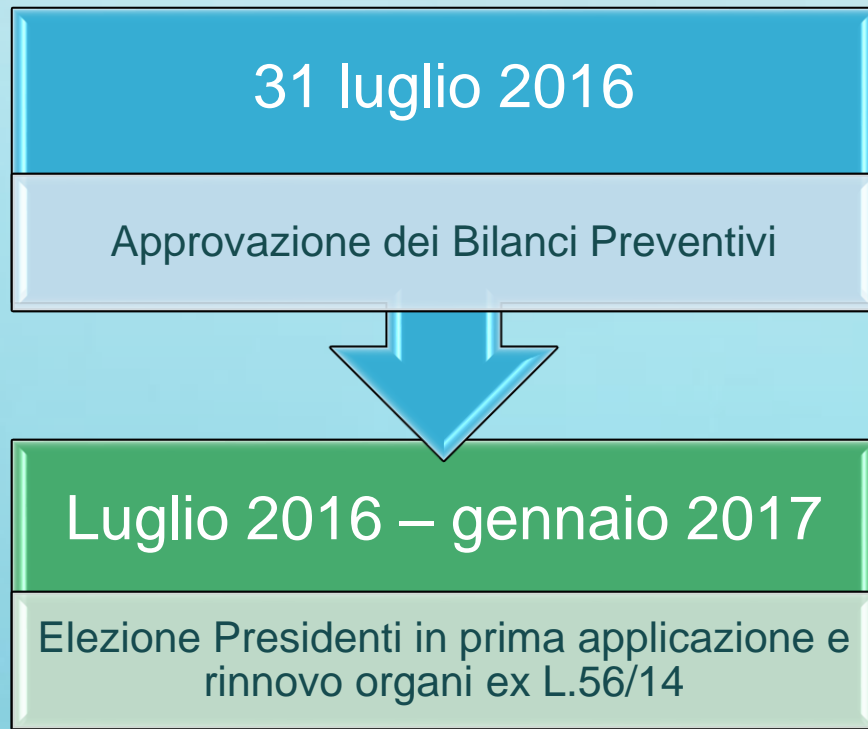 31 luglio 2016
Approvazione dei Bilanci Preventivi
Luglio 2016 – gennaio 2017
Elezione Presidenti in prima applicazione e
rinnovo organi ex L.56/14